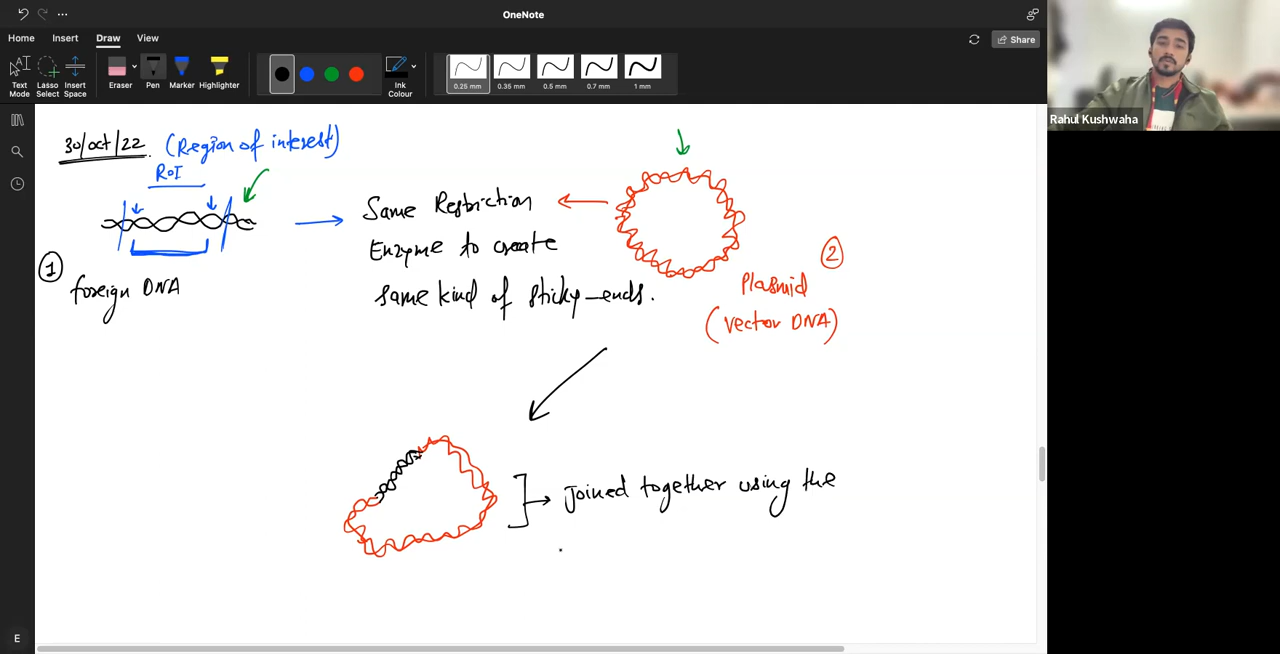 OneNote
Home Insert Draw View
Share
Text Mode
Lasso Select
Insert Space
Eraser
Pen
Marker
Highlighter
Ink Colour
0.25 mm
0.35 mm
0.5 mm
0.7 mm
1 mm
Rahul Kushwaha
30/oct/22. (Region of interest)
ROI
Same Restriction
Enzyme to create
same kind of sticky-ends.
1
foreign DNA
2
Plasmid
(vector DNA)
Joined together using the
E